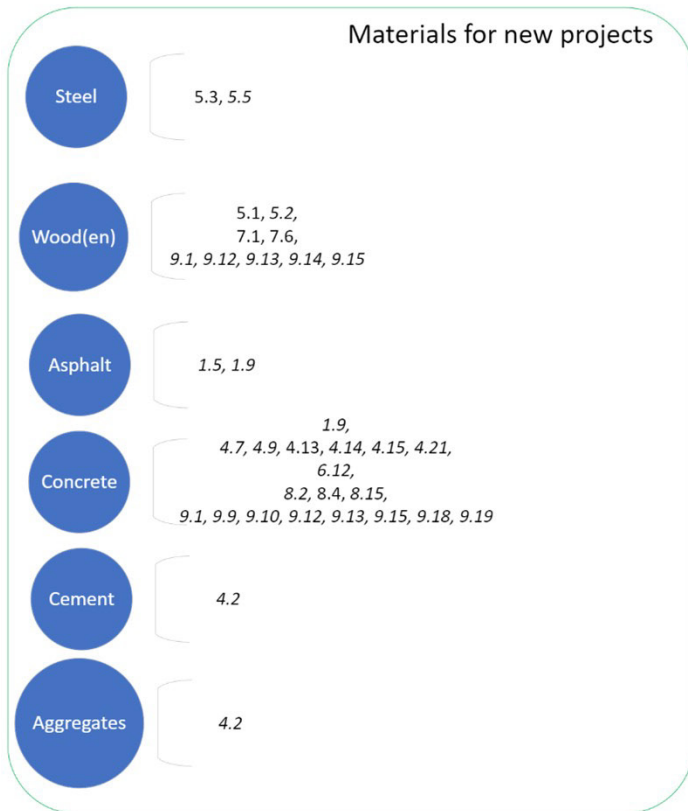 Materials for new projects
Steel
5.3, 5.5
Wood(en)
5.1, 5.2,
7.1, 7.6,
9.1, 9.12, 9.13, 9.14, 9.15
Asphalt
1.5, 1.9
Concrete
1.9,
4.7, 4.9, 4.13, 4.14, 4.15, 4.21,
6.12,
8.2, 8.4, 8.15,
9.1, 9.9, 9.10, 9.12, 9.13, 9.15, 9.18, 9.19
Cement
4.2
Aggregates
4.2